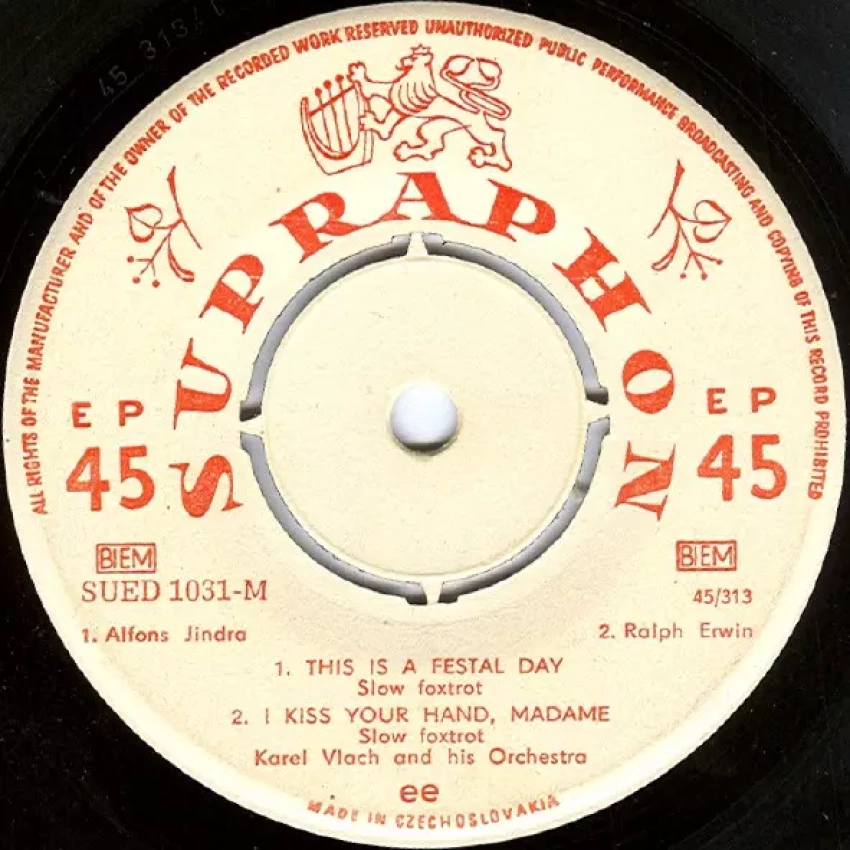 45 313/1
ALL RIGHTS OF THE MANUFACTURER AND OF THE OWNER OF THE RECORDED WORK RESERVED UNAUTHORIZED PUBLIC PERFORMANCE BROADCASTING AND COPYING OF THIS RECORD PROHIBITED
SUPRAPHON
EP
45
EP
45
BIEM
BIEM
SUED 1031-M
45/313
1. Alfons Jindra
2. Ralph Erwin
1. THIS IS A FESTAL DAY
Slow foxtrot
2. I KISS YOUR HAND, MADAME
Slow foxtrot
Karel Vlach and his Orchestra
ee
MADE IN CZECHOSLOVAKIA